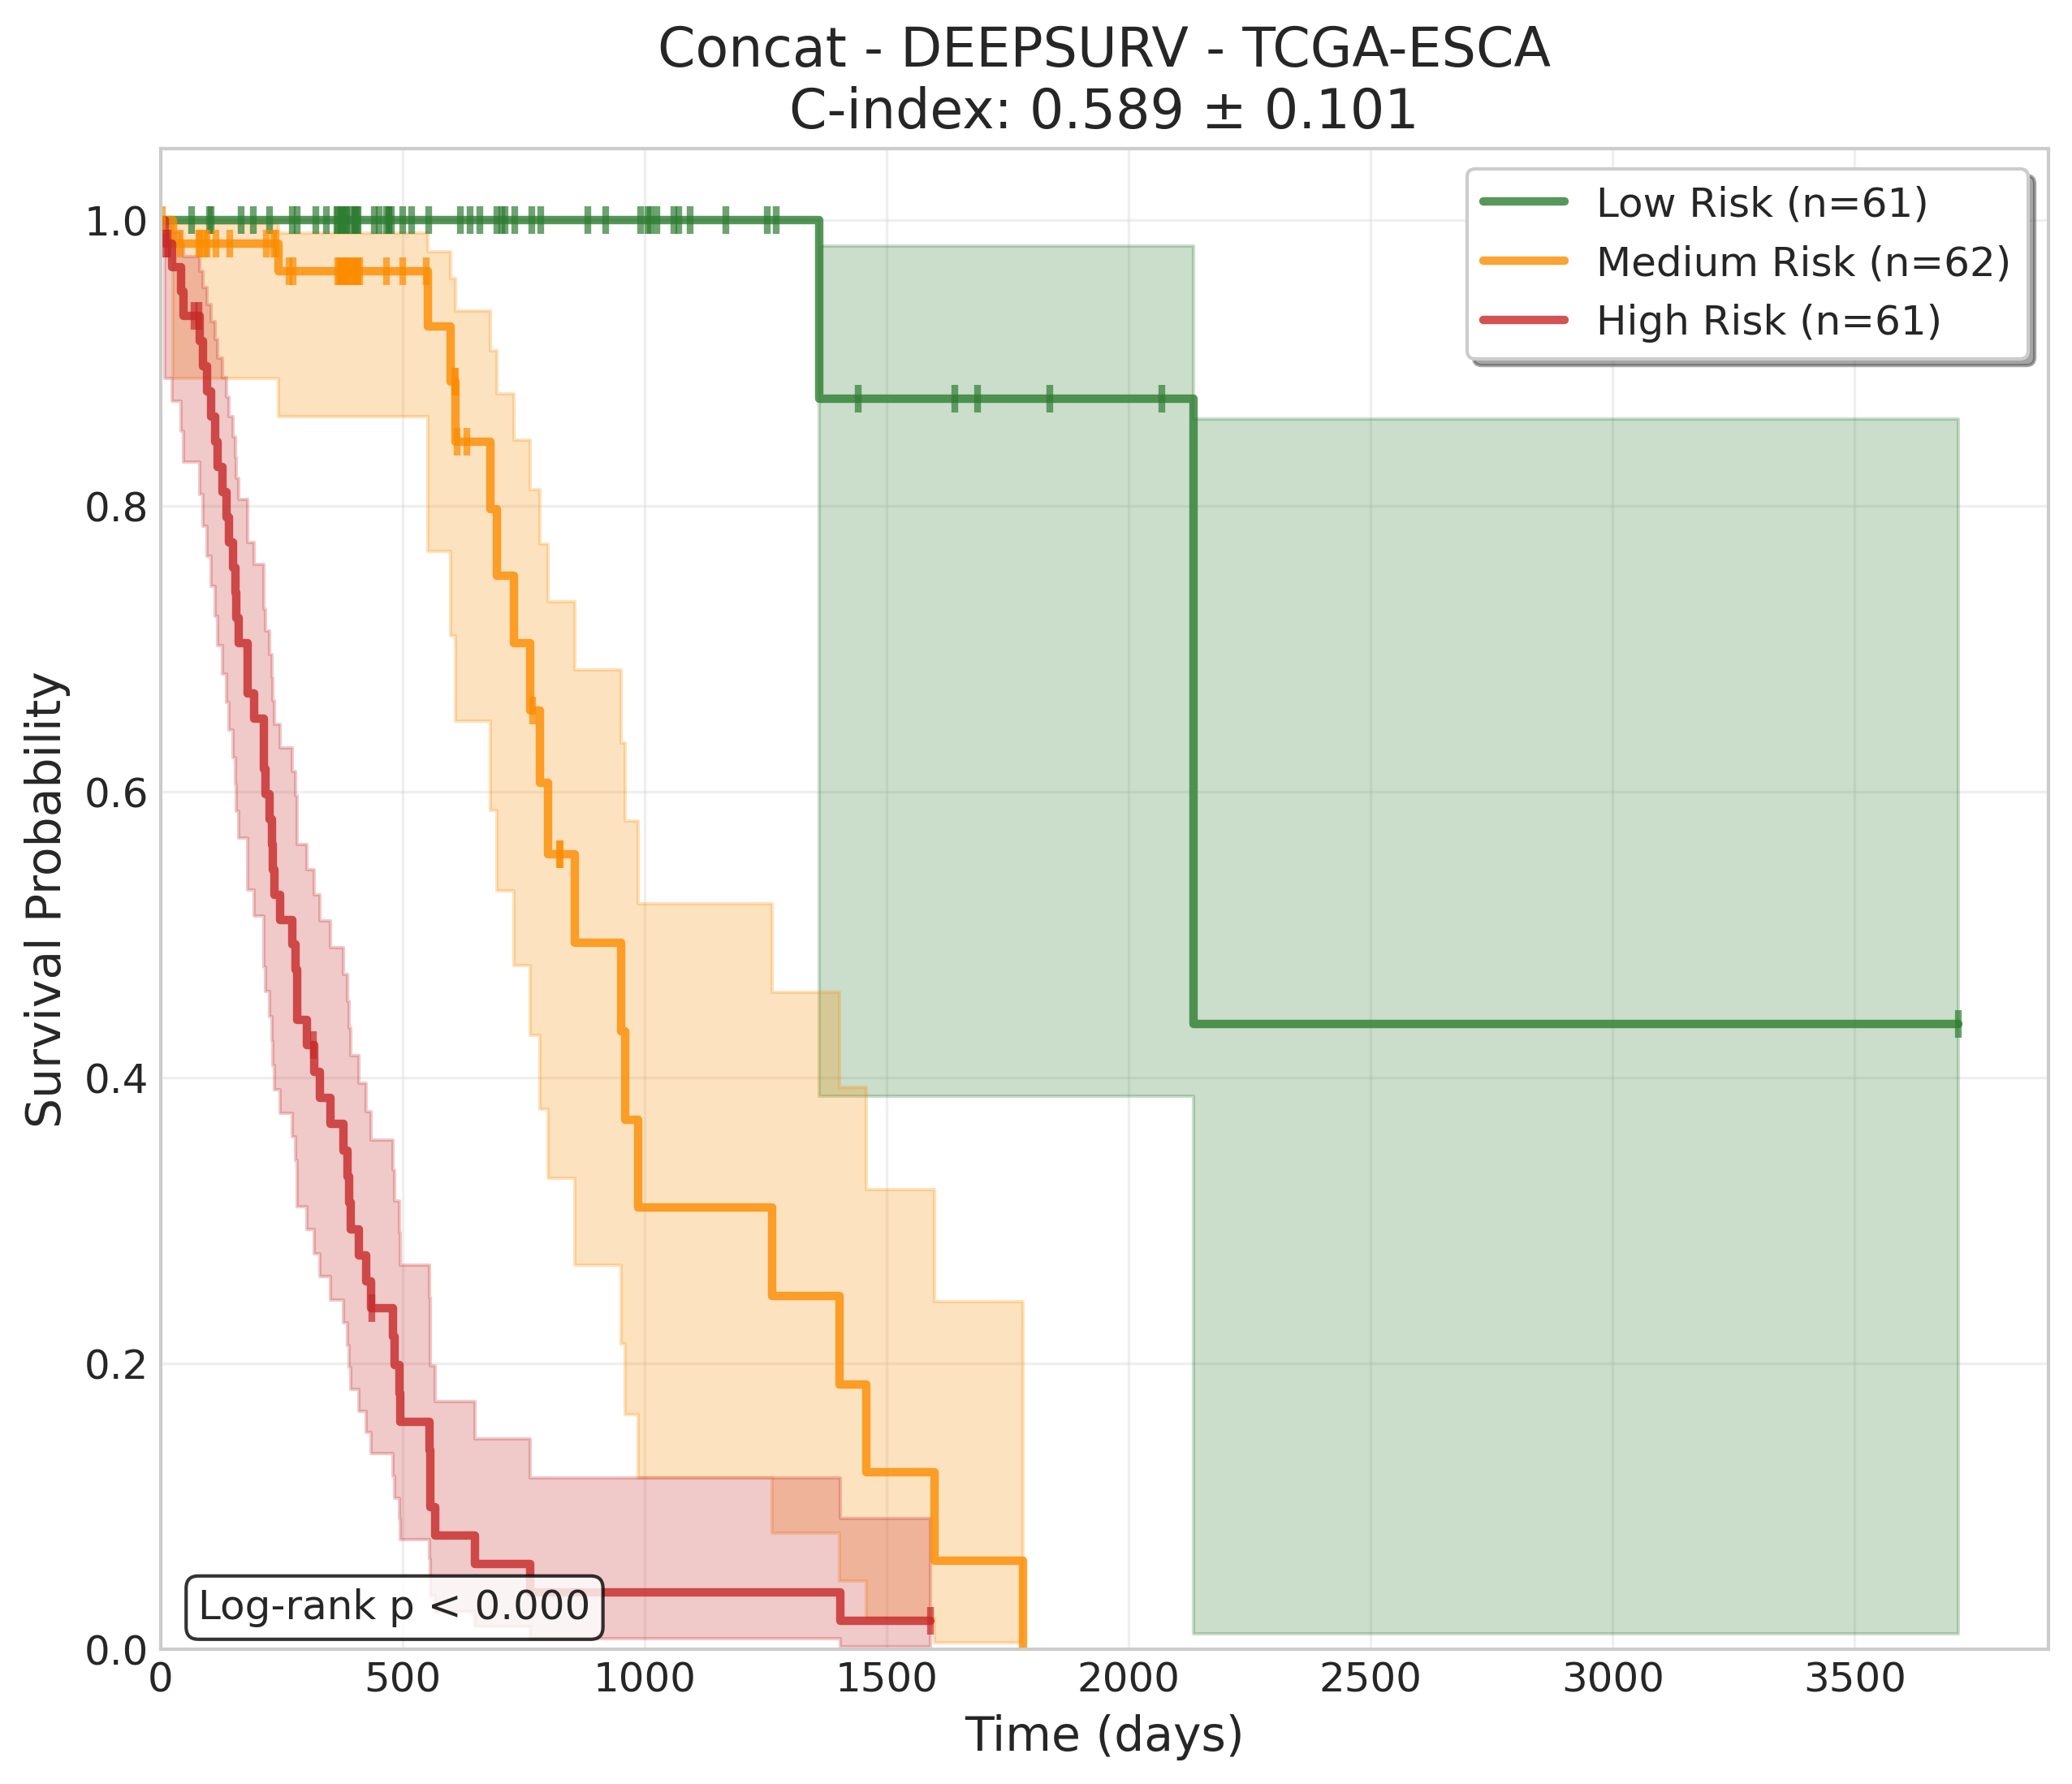 Concat - DEEPSURV - TCGA-ESCA
C-index: 0.589 ± 0.101
Low Risk (n=61)
Medium Risk (n=62)
High Risk (n=61)
Survival Probability
1.0
0.8
0.6
0.4
0.2
0.0
Log-rank p < 0.000
0 500 1000 1500 2000 2500 3000 3500
Time (days)